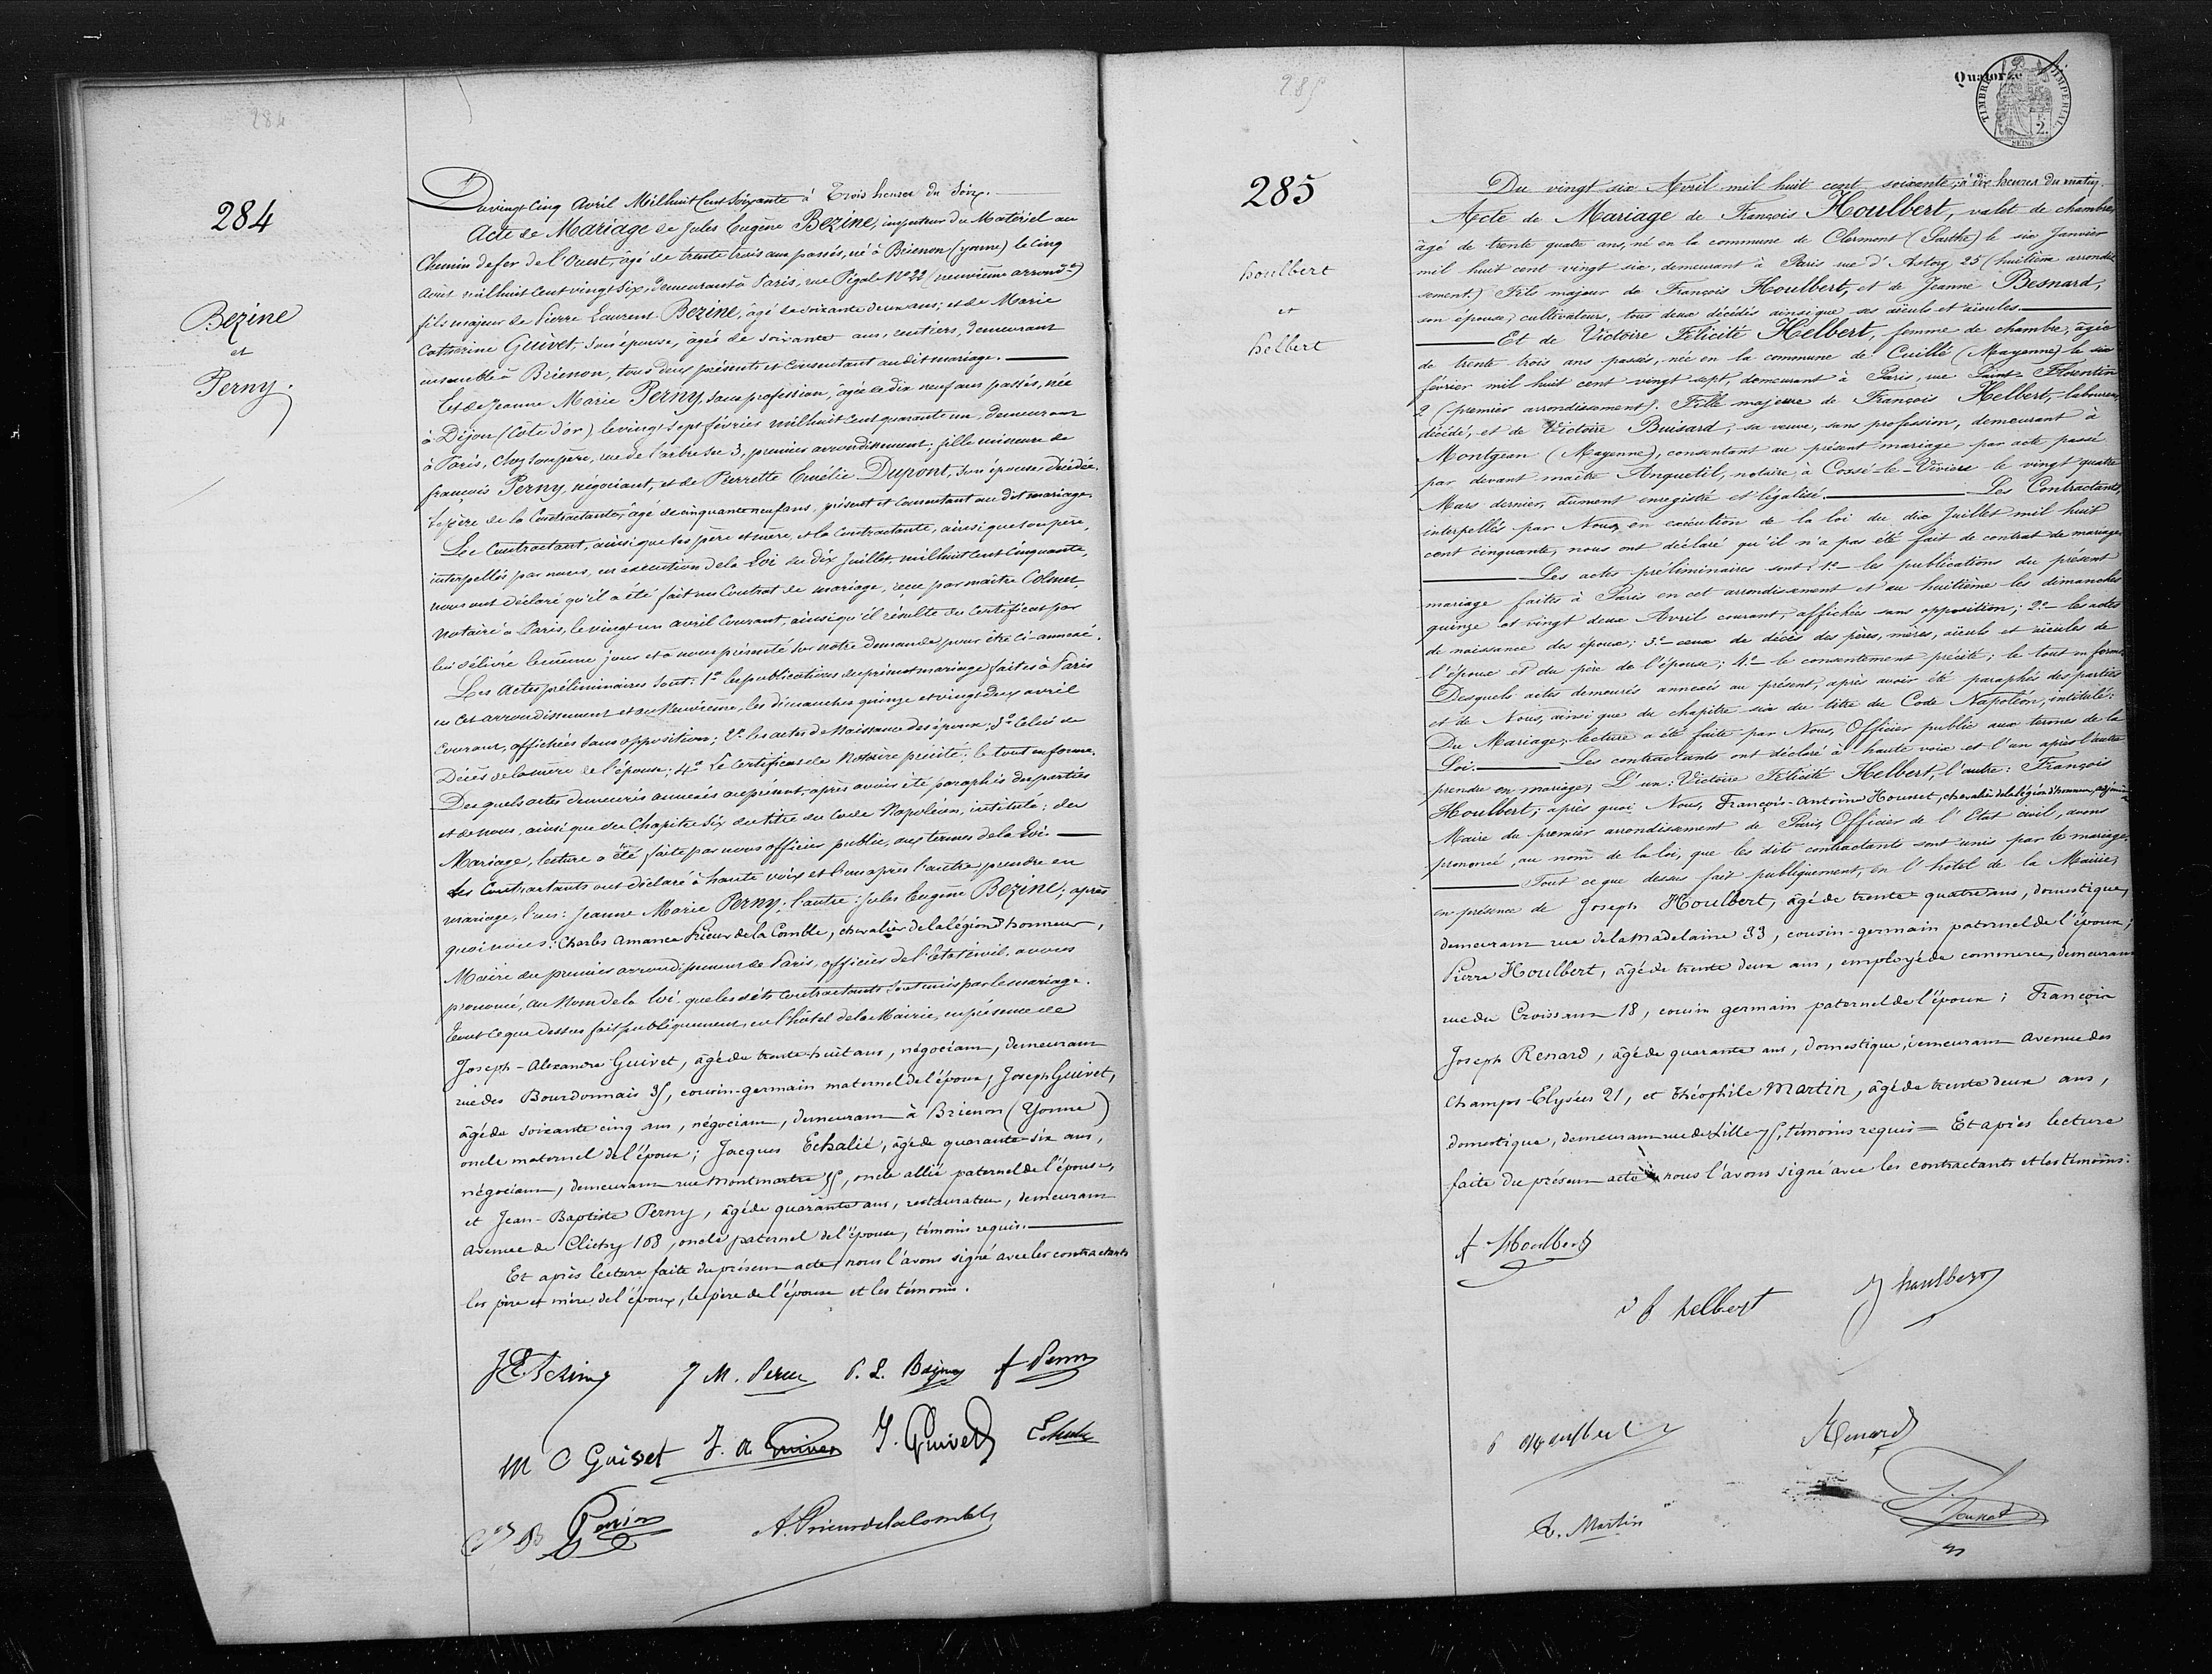 284
284
Bezine
et
Perny.
Du vingt Cinq Avril Mil huit Cent Soixante à Trois heures du Soir.
Acte de Mariage de Jules Eugène Bezine, inspecteur du Matériel au
Chemin de fer de l'Ouest, âgé de trente trois ans passés, né à Brienon (yonne) le cinq
Août mil huit Cent vingt Six, demeurant à Paris, rue Pigale No 22 (neuvième arrond.t)
fils majeur de Pierre Laurent Bezine, âgé de soixante deux ans; et de Marie
Catherine Guivet, Son épouse, âgée de soixante ans, rentiers, demeurant
ensemble à Brienon, tous deux présents et Consentant au dit mariage.
Et de Jeanne Marie Perny, Sans profession, âgée de dix neuf ans passés, née
à Dijon (Côte d'or) le vingt Sept février mil huit Cent quarante un, demeurant
à Paris, chez Son père, rue de l'arbre Sec 3, premier arrondissement; fille mineure de
françois Perny, négociant, et de Pierrette Emélie Dupont, Son épouse, décédée.
Le père de la Contractante, âgé de cinquante neuf ans, présent et Consentant au dit mariage.
Le Contractant, ainsi que Ses père et mère, et la Contractante, ainsi que son père,
interpellés par nous, en exécution de la Loi du dix Juillet mil huit Cent Cinquante,
nous ont déclaré qu'il a été fait un Contrat de mariage, reçu par maître Colmet
Notaire à Paris, le vingt un avril Courant, ainsi qu'il résulte du Certificat par
lui délivré le même jour et à nous présenté Sur notre demande pour être Ci-annexé.
Les Actes préliminaires Sont: 1o les publications du présent mariage faites à Paris
en Cet arrondissement et au Neuvième, les dimanches quinze et vingt deux avril
Courant, affichées Sans opposition; 2o les actes de Naissance des époux; 3o Celui de
Décès de la mère de l'épouse; 4o Le Certificat du Notaire précité; le tout en forme.
Desquels actes demeurés annexés au présent, après avoir été paraphés des parties
et de nous, ainsi que du Chapitre Six du titre du Code Napoléon, intitulé: du
Mariage, lecture a été faite par nous officier public, aux termes de la Loi.
Les Contractants ont déclaré à haute voix et l'un après l'autre prendre en
mariage, l'un: Jeanne Marie Perny; l'autre: Jules Eugène Bezine; après
quoi nous: Charles Amance Prieur de la Comble, chevalier de la légion d'honneur,
Maire du premier arrondissement de Paris, officier de l'état civil, avons
prononcé, au Nom de la loi, que les dits Contractants Sont unis par le mariage.
Tout Ce que dessus fait publiquement, en l'hôtel de la Mairie, en présence de
Joseph-Alexandre Guivet, âgé de trente-huit ans, négociant, demeurant
rue des Bourdonnais 35, cousin-germain maternel de l'époux; Joseph Guivet,
âgé de soixante cinq ans, négociant, demeurant à Brienon (Yonne)
oncle maternel de l'époux; Jacques Echalié, âgé de quarante-six ans,
négociant, demeurant rue Montmartre 55, oncle allié paternel de l'épouse,
et Jean-Baptiste Perny, âgé de quarante ans, restaurateur, demeurant
avenue de Clichy 168, oncle paternel de l'épouse, témoins requis.
Et après lecture faite du présent acte, nous l'avons signé avec les contractants
les père et mère de l'époux, le père de l'épouse et les témoins.
J E Bezine J M. Perny P. L. Bezine f Perny
M C Guivet J. A Guivet J. Guivet Echalié
A. Prieur de la Comble
285
Quatorze
TIMBRE IMPÉRIAL
2.
SEINE
285
houlbert
et
helbert
Du vingt six Avril mil huit cent soixante, à dix heures du matin.
Acte de Mariage de François Houlbert, valet de chambre,
âgé de trente quatre ans, né en la commune de Clermont (Sarthe) le six Janvier
mil huit cent vingt six, demeurant à Paris rue d'Astorg 25 (huitième arrondis
sement.) Fils majeur de François Houlbert, et de Jeanne Besnard,
son épouse, cultivateurs, tous deux décédés ainsi que ses aïeuls et aïeules.
Et de Victoire Félicité Helbert, femme de chambre, âgée
de trente trois ans passés, née en la commune de Cuillé (Mayenne) le six
février mil huit cent vingt sept, demeurant à Paris, rue Saint-Florentin
2 (premier arrondissement). Fille majeure de François Helbert, laboureur,
décédé, et de Victoire Buisard, sa veuve, sans profession, demeurant à
Montjean (Mayenne), consentant au présent mariage par acte passé
par devant maître Anquetil, notaire à Cossé-le-Vivien le vingt quatre
Mars dernier, dûment enregistré et légalisé. Les Contractants,
interpellés par Nous, en exécution de la loi du dix Juillet mil huit
cent cinquante, nous ont déclaré qu'il n'a pas été fait de contrat de mariage.
Les actes préliminaires sont: 1o les publications du présent
mariage faites à Paris en cet arrondissement et au huitième les dimanches
quinze et vingt deux Avril courant, affichées sans opposition; 2o les actes
de naissance des époux; 3o ceux de décès des pères, mères, aïeuls et aïeules de
l'époux et du père de l'épouse; 4o le consentement précité; le tout en forme.
Desquels actes demeurés annexés au présent, après avoir été paraphés des parties
et de Nous, ainsi que du chapitre six du titre du Code Napoléon, intitulé:
Du Mariage, lecture a été faite par Nous, Officier public aux termes de la
Loi. Les contractants ont déclaré à haute voix et l'un après l'autre
prendre en mariage, L'un: Victoire Félicité Helbert, l'autre: François
Houlbert; après quoi Nous, François-Antoine Housset, chevalier de la légion d'honneur, adjoint au
Maire du premier arrondissement de Paris, Officier de l'Etat civil, avons
prononcé, au nom de la loi, que les dits contractants sont unis par le mariage.
Tout ce que dessus fait publiquement, en l'hôtel de la Mairie,
en présence de Joseph Houlbert, âgé de trente-quatre ans, domestique,
demeurant rue de la Madelaine 33, cousin-germain paternel de l'époux;
Pierre Houlbert, âgé de trente deux ans, employé de commerce, demeurant
rue du Croissant 18, cousin germain paternel de l'époux; François
Joseph Renard, âgé de quarante ans, domestique, demeurant avenue des
Champs-Elysées 21, et Théophile Martin, âgé de trente deux ans,
domestique, demeurant rue de Lille 75, témoins requis = Et après lecture
faite du présent acte nous l'avons signé avec les contractants et les témoins.
f Houlbert
v f helbert J houlbert
P Houlbert Renard
T. Martin Housset